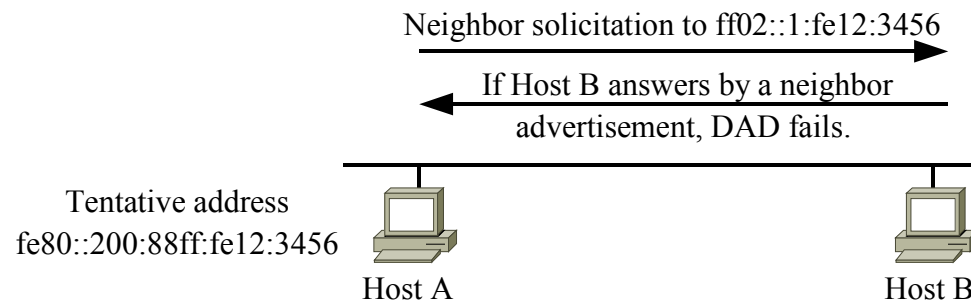 Neighbor solicitation to ff02::1:fe12:3456
If Host B answers by a neighbor
advertisement, DAD fails.
Tentative address
fe80::200:88ff:fe12:3456
Host A
Host B